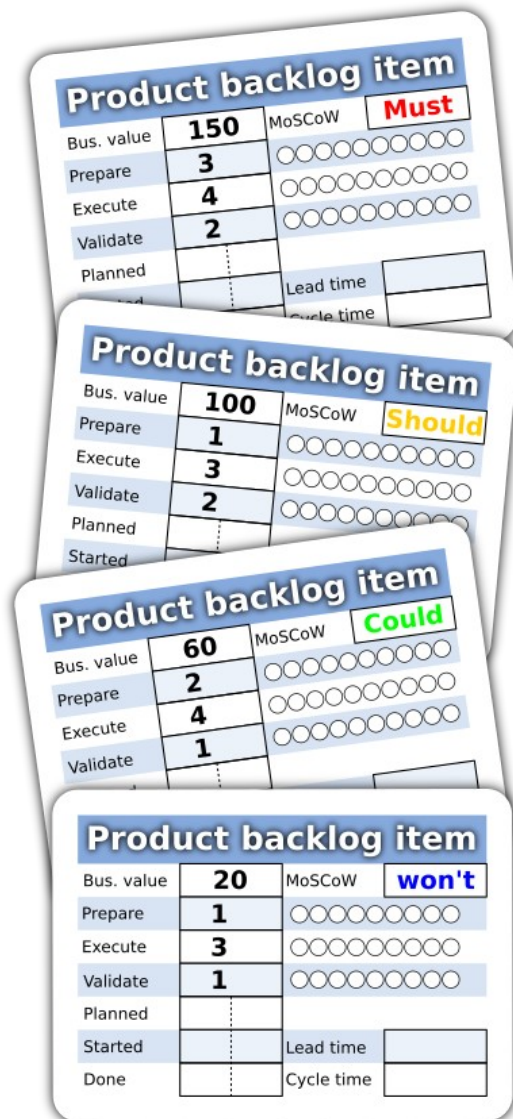 Product backlog item
Bus. value 150 MoSCoW Must
Prepare 3
Execute 4
Validate 2
Planned
Lead time
Cycle time
Product backlog item
Bus. value 100 MoSCoW Should
Prepare 1
Execute 3
Validate 2
Planned
Started
Product backlog item
Bus. value 60 MoSCoW Could
Prepare 2
Execute 4
Validate 1
Product backlog item
Bus. value 20 MoSCoW won't
Prepare 1
Execute 3
Validate 1
Planned
Started Lead time
Done Cycle time